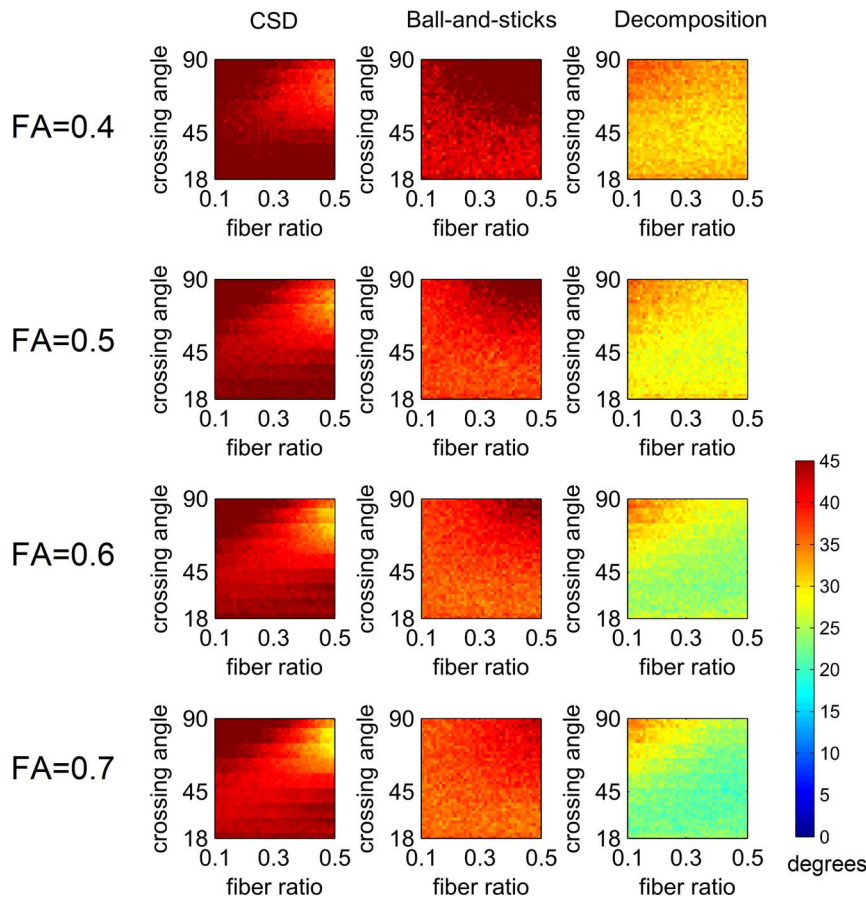 CSD Ball-and-sticks Decomposition
FA=0.4
crossing angle 90 45 18
0.1 0.3 0.5
fiber ratio
crossing angle 90 45 18
0.1 0.3 0.5
fiber ratio
crossing angle 90 45 18
0.1 0.3 0.5
fiber ratio
FA=0.5
crossing angle 90 45 18
0.1 0.3 0.5
fiber ratio
crossing angle 90 45 18
0.1 0.3 0.5
fiber ratio
crossing angle 90 45 18
0.1 0.3 0.5
fiber ratio
FA=0.6
crossing angle 90 45 18
0.1 0.3 0.5
fiber ratio
crossing angle 90 45 18
0.1 0.3 0.5
fiber ratio
crossing angle 90 45 18
0.1 0.3 0.5
fiber ratio
FA=0.7
crossing angle 90 45 18
0.1 0.3 0.5
fiber ratio
crossing angle 90 45 18
0.1 0.3 0.5
fiber ratio
crossing angle 90 45 18
0.1 0.3 0.5
fiber ratio
45
40
35
30
25
20
15
10
5
0
degrees